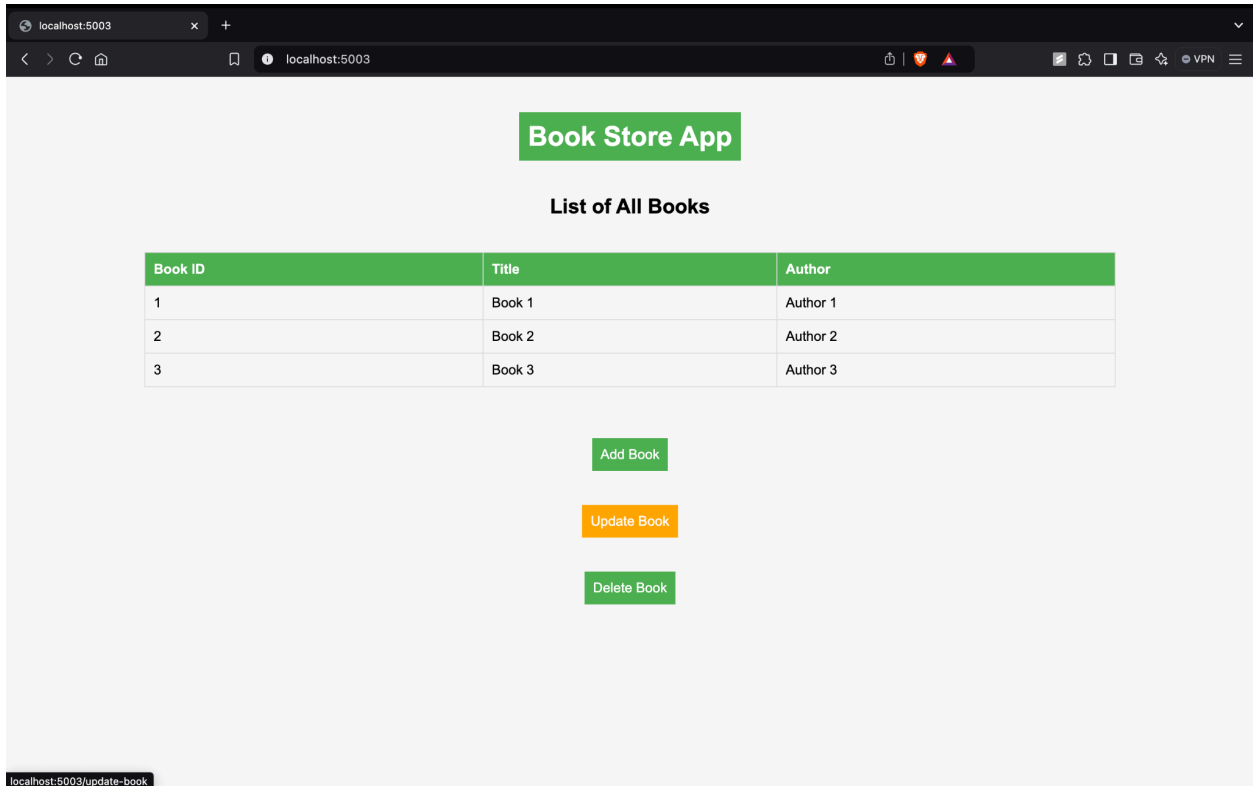 localhost:5003
localhost:5003 VPN
Book Store App
List of All Books
Book ID Title Author
1 Book 1 Author 1
2 Book 2 Author 2
3 Book 3 Author 3
Add Book
Update Book
Delete Book
localhost:5003/update-book